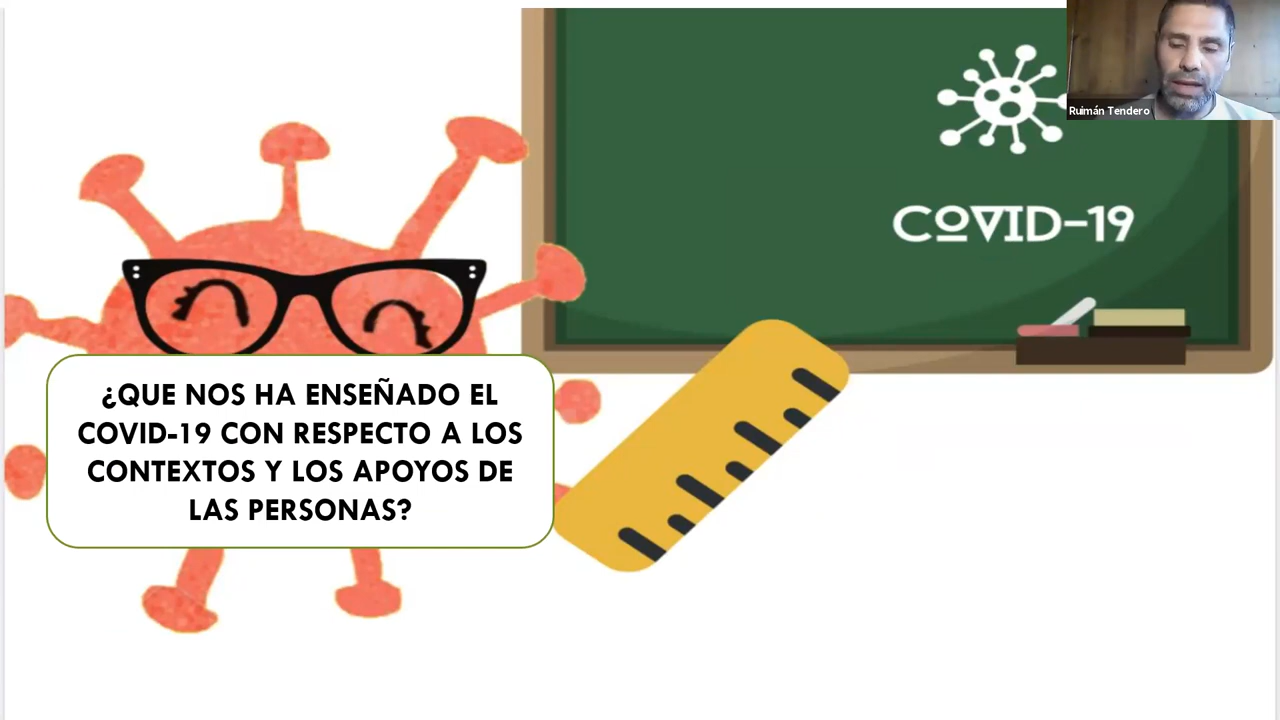 Ruimán Tendero
COVID-19
¿QUE NOS HA ENSEÑADO EL
COVID-19 CON RESPECTO A LOS
CONTEXTOS Y LOS APOYOS DE
LAS PERSONAS?